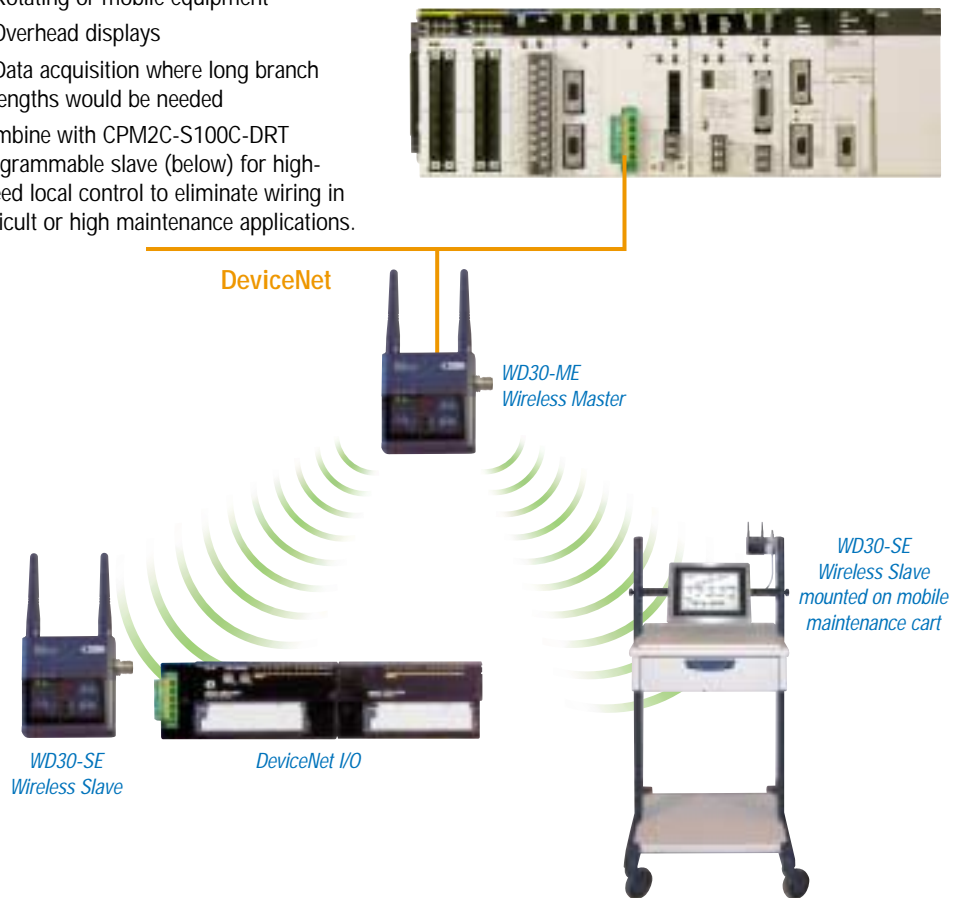 Rotating or mobile equipment
Overhead displays
Data acquisition where long branch
engths would be needed
mbine with CPM2C-S100C-DRT
grammable slave (below) for high-
eed local control to eliminate wiring in
icult or high maintenance applications.
DeviceNet
WD30-ME
Wireless Master
WD30-SE
Wireless Slave
mounted on mobile
maintenance cart
WD30-SE
Wireless Slave
DeviceNet I/O